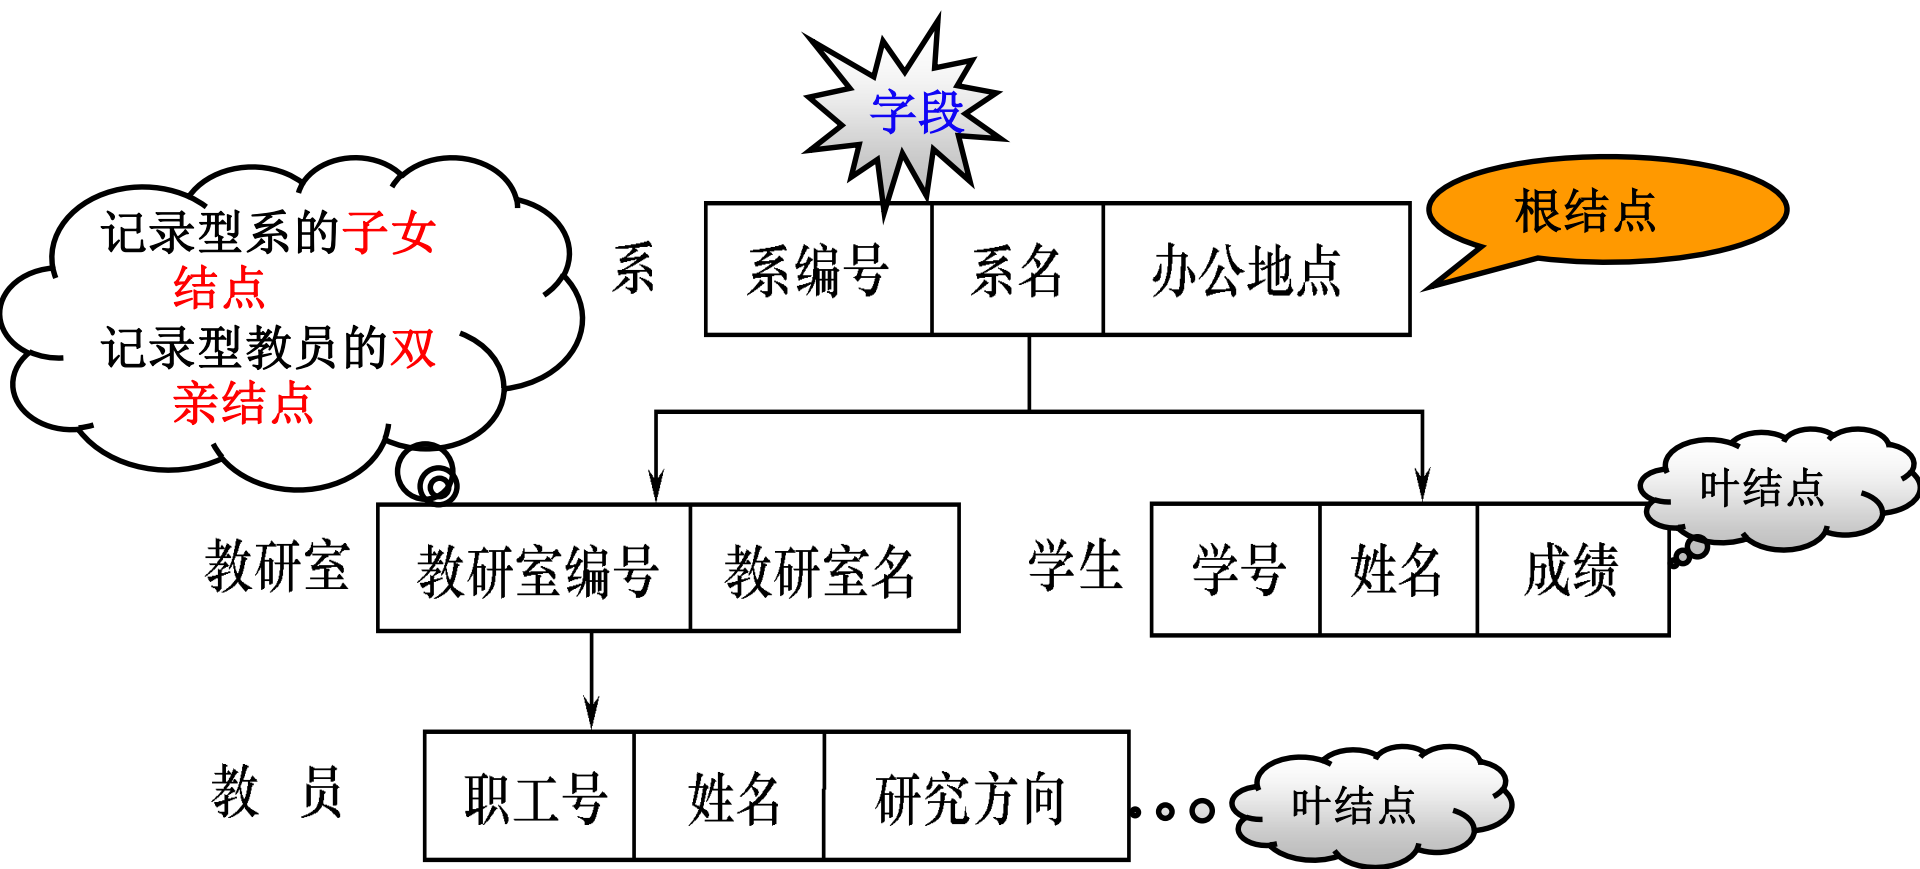 字段
根结点
记录型系的子女
结点
记录型教员的双
亲结点
系
系编号 系名 办公地点
叶结点
教研室
教研室编号 教研室名
学生
学号 姓名 成绩
教 员
职工号 姓名 研究方向
叶结点